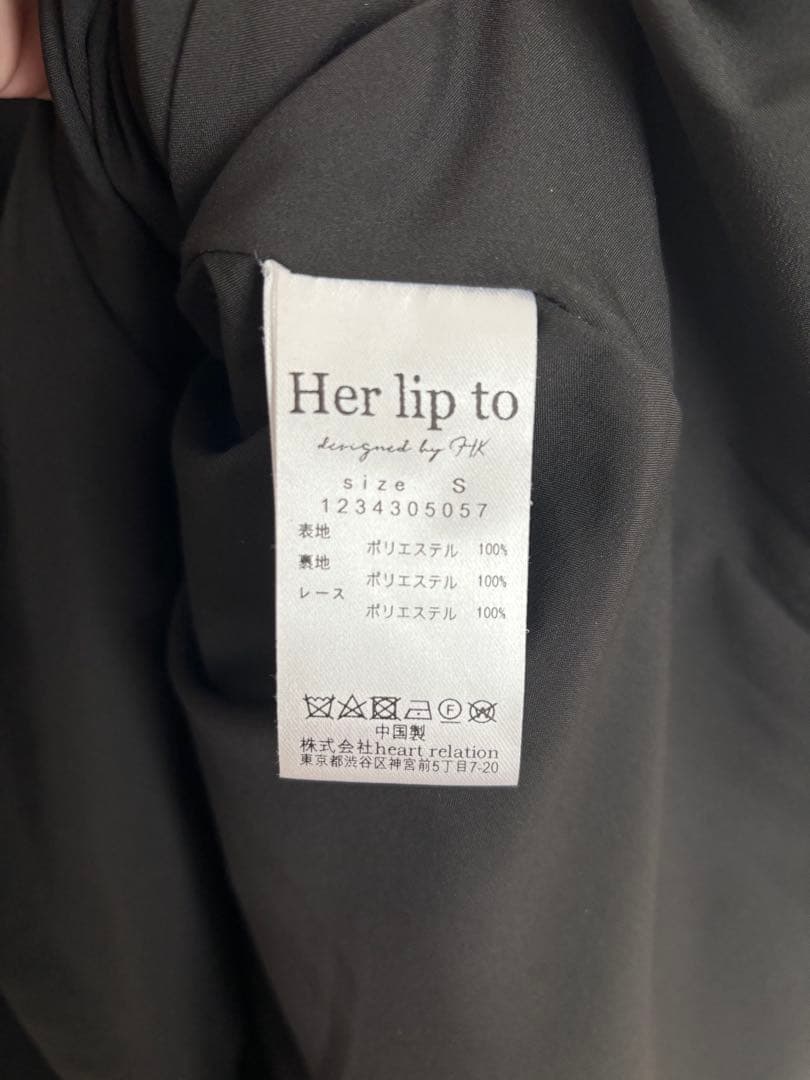 Her lip to
designed by HK
size S
1234305057
表地
ポリエステル 100%
裏地
ポリエステル 100%
レース
ポリエステル 100%
F W
中国製
株式会社heart relation
東京都渋谷区神宮前5丁目7-20